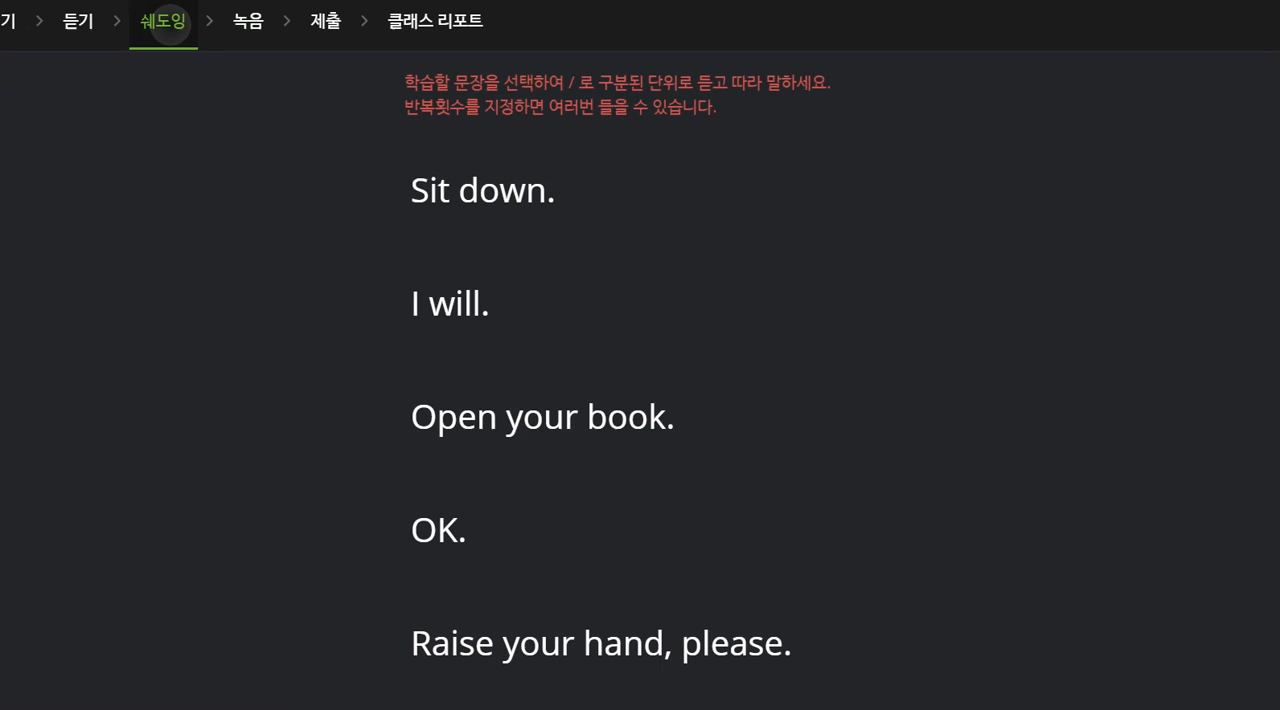 기 > 듣기 > 쉐도잉 > 녹음 > 제출 > 클래스 리포트
학습할 문장을 선택하여 / 로 구분된 단위로 듣고 따라 말하세요.
반복횟수를 지정하면 여러번 들을 수 있습니다.
Sit down.
I will.
Open your book.
OK.
Raise your hand, please.